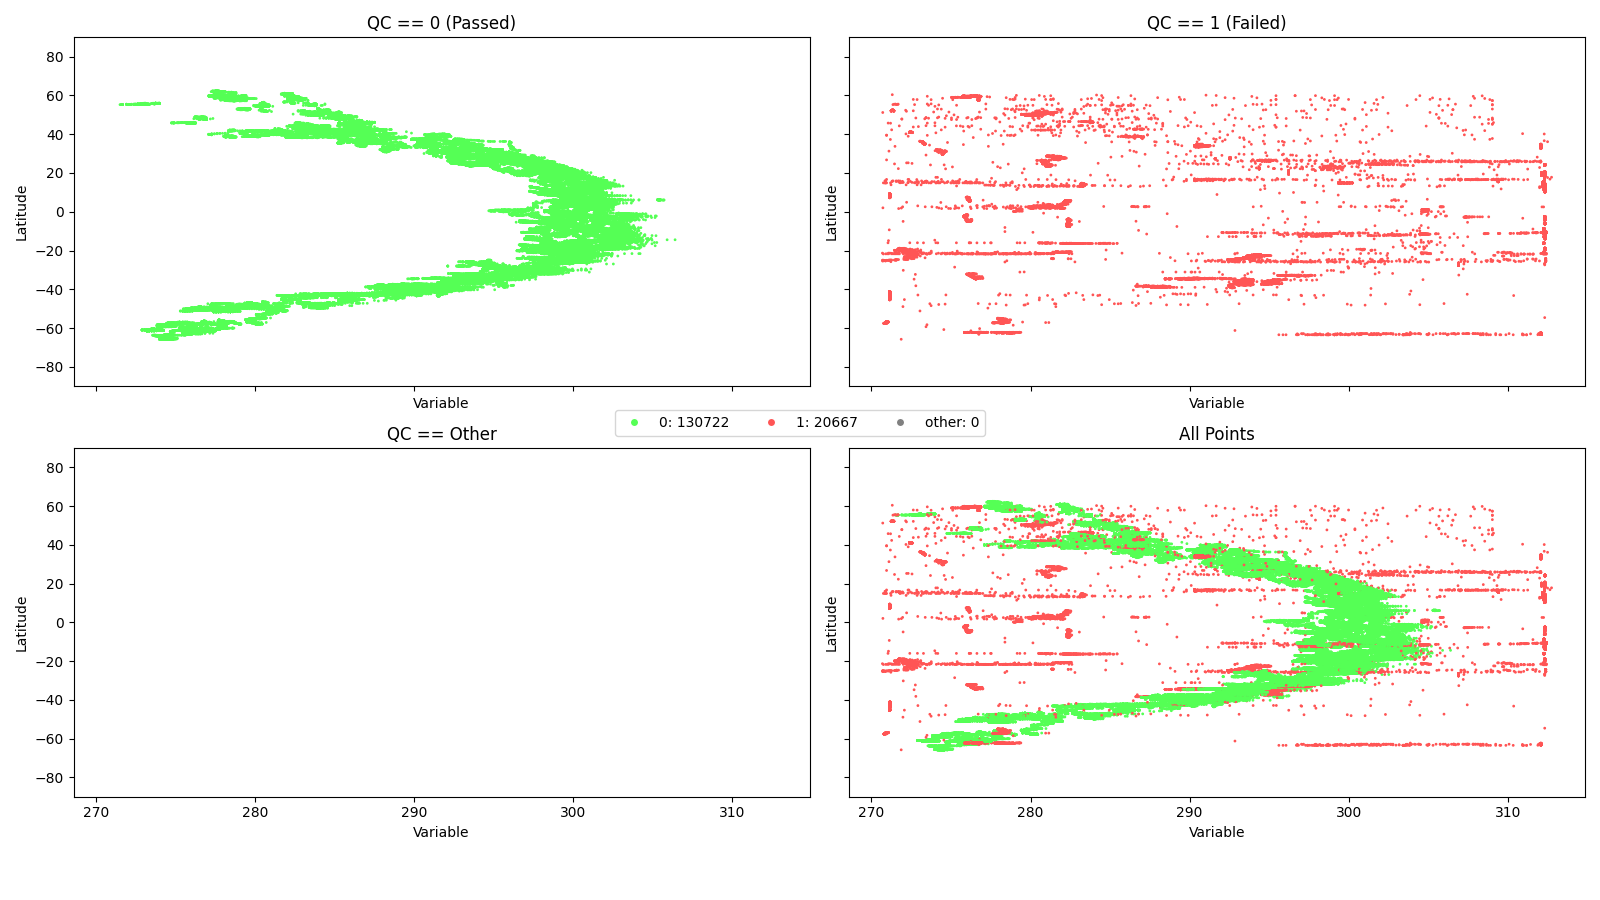 QC == 0 (Passed)
QC == 1 (Failed)
80
60
40
20
0
−20
−40
−60
−80
Latitude
Latitude
Variable
Variable
0: 130722
1: 20667
other: 0
QC == Other
All Points
80
60
40
20
0
−20
−40
−60
−80
Latitude
Latitude
270
280
290
300
310
270
280
290
300
310
Variable
Variable